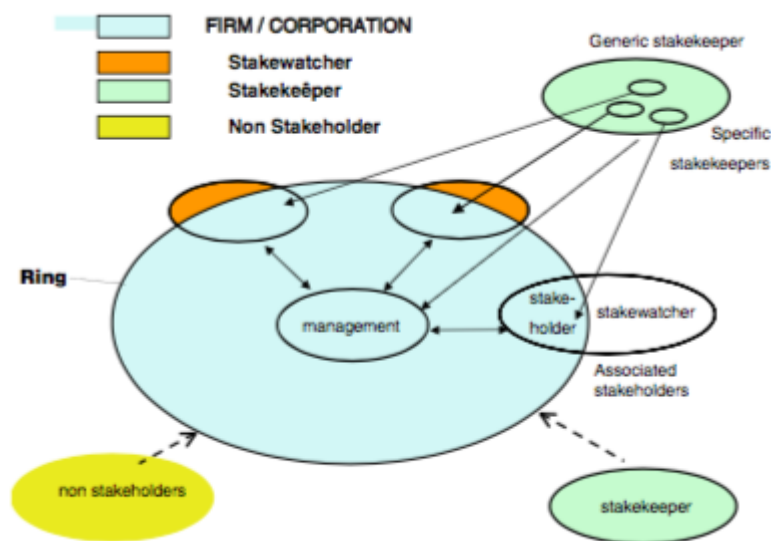 FIRM / CORPORATION
Stakewatcher
Stakekeêper
Non Stakeholder
Generic stakekeeper
Specific
stakekeepers
Ring
management
stake-
holder
stakewatcher
Associated
stakeholders
non stakeholders
stakekeeper